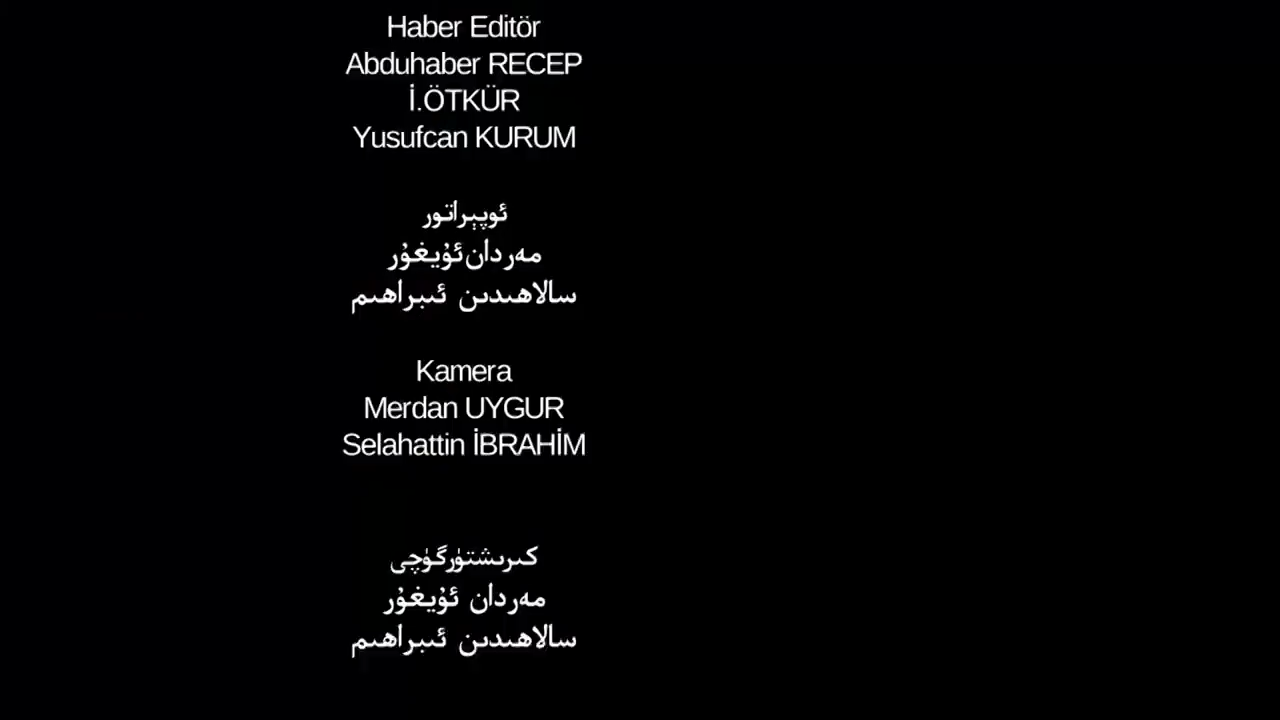 Haber Editör
Abduhaber RECEP
İ.ÖTKÜR
Yusufcan KURUM
ئوپېراتور
مەردان ئۇيغۇر
سالاھىدىن ئىبراھىم
Kamera
Merdan UYGUR
Selahattin İBRAHİM
كىرىشتۈرگۈچى
مەردان ئۇيغۇر
سالاھىدىن ئىبراھىم